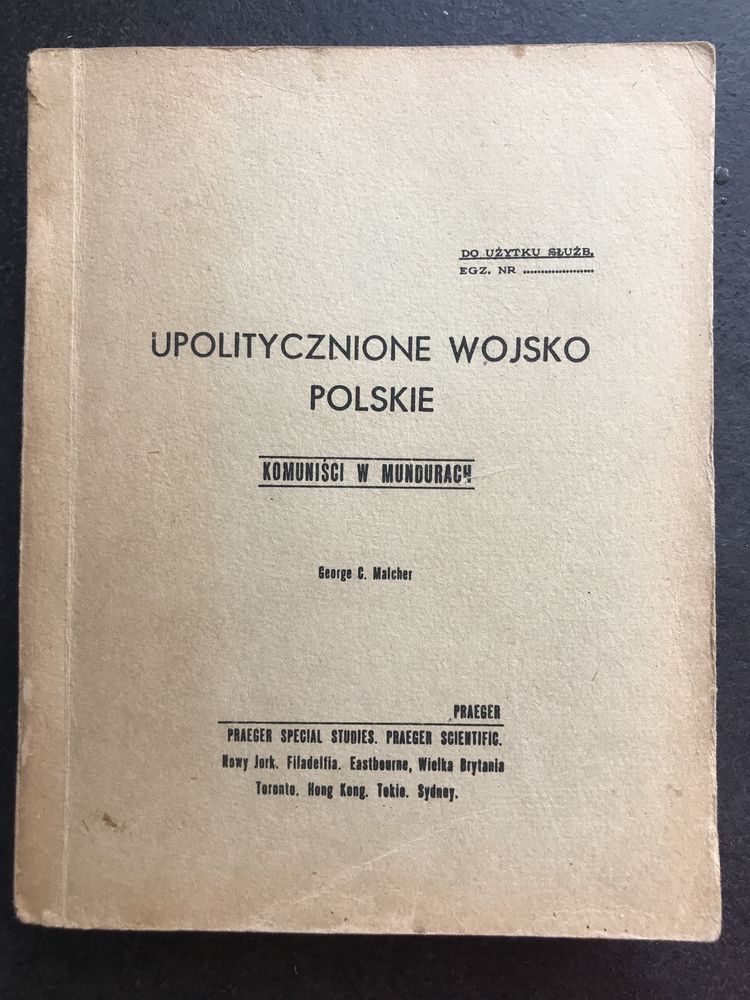 DO UŻYTKU SŁUŻB.
EGZ. NR ....................
UPOLITYCZNIONE WOJSKO
POLSKIE
KOMUNIŚCI W MUNDURACH
George C. Malcher
PRAEGER
PRAEGER SPECIAL STUDIES. PRAEGER SCIENTIFIC.
Nowy Jork. Filadelfia. Eastbourne, Wielka Brytania
Toronto. Hong Kong. Tokio. Sydney.